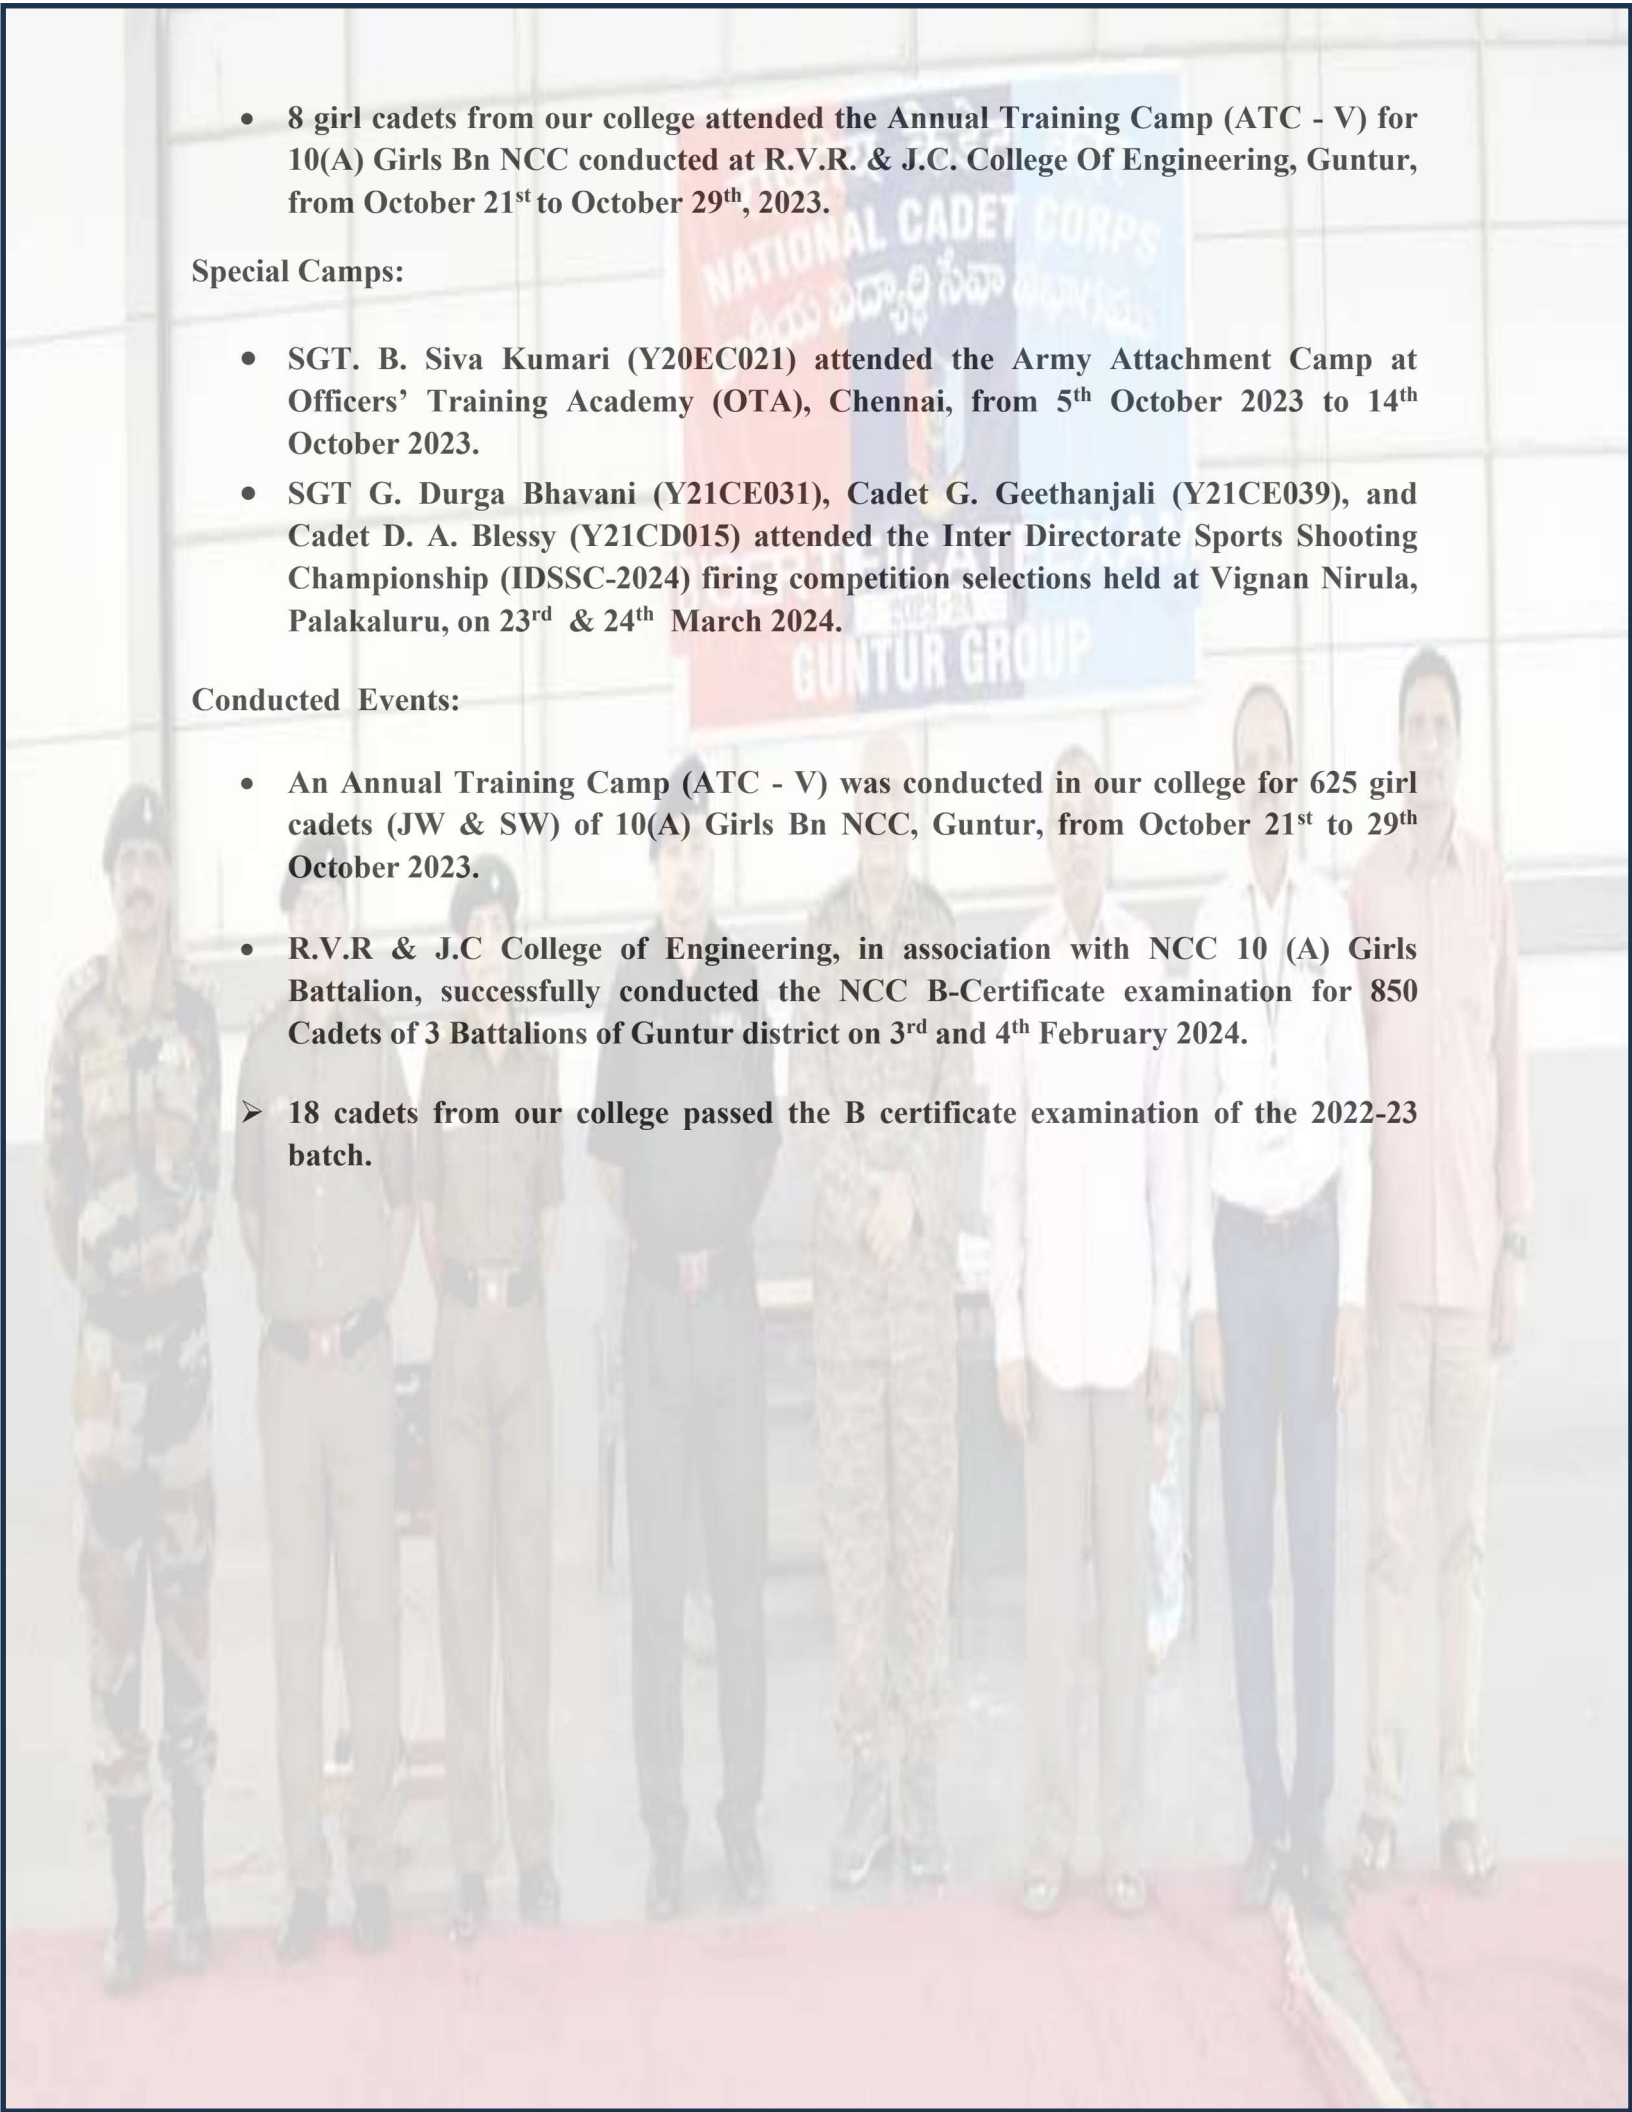 • 8 girl cadets from our college attended the Annual Training Camp (ATC - V) for
10(A) Girls Bn NCC conducted at R.V.R. & J.C. College Of Engineering, Guntur,
from October 21st to October 29th, 2023.
NATIONAL CADET CORPS
Special Camps:
• SGT. B. Siva Kumari (Y20EC021) attended the Army Attachment Camp at
Officers’ Training Academy (OTA), Chennai, from 5th October 2023 to 14th
October 2023.
• SGT G. Durga Bhavani (Y21CE031), Cadet G. Geethanjali (Y21CE039), and
Cadet D. A. Blessy (Y21CD015) attended the Inter Directorate Sports Shooting
Championship (IDSSC-2024) firing competition selections held at Vignan Nirula,
Palakaluru, on 23rd & 24th March 2024.
GUNTUR GROUP
Conducted Events:
• An Annual Training Camp (ATC - V) was conducted in our college for 625 girl
cadets (JW & SW) of 10(A) Girls Bn NCC, Guntur, from October 21st to 29th
October 2023.
• R.V.R & J.C College of Engineering, in association with NCC 10 (A) Girls
Battalion, successfully conducted the NCC B-Certificate examination for 850
Cadets of 3 Battalions of Guntur district on 3rd and 4th February 2024.
➢ 18 cadets from our college passed the B certificate examination of the 2022-23
batch.